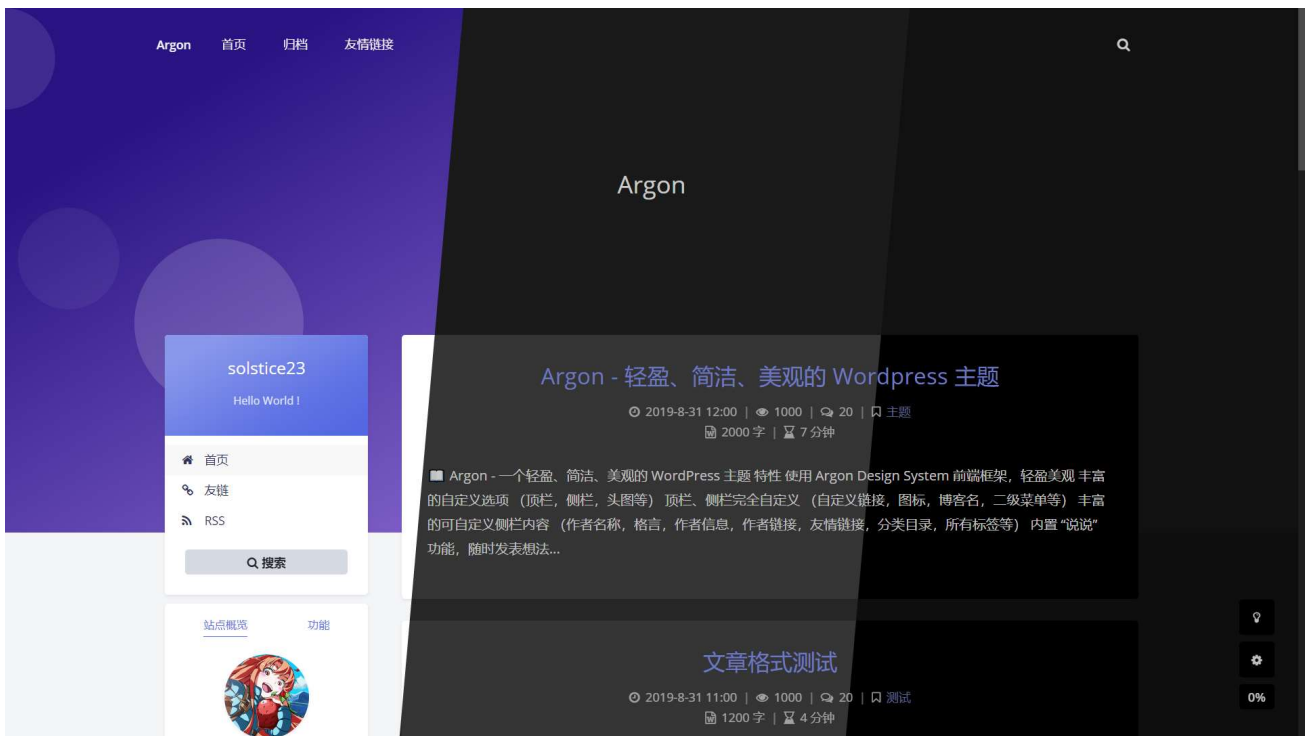 Argon 首页 归档 友情链接
Argon
solstice23
Hello World !
首页
友链
RSS
搜索
站点概览 功能
Argon - 轻盈、简洁、美观的 Wordpress 主题
2019-8-31 12:00 | 1000 | 20 | 主题
2000 字 | 7 分钟
Argon - 一个轻盈、简洁、美观的 WordPress 主题 特性 使用 Argon Design System 前端框架，轻盈美观 丰富
的自定义选项 （顶栏，侧栏，头图等） 顶栏、侧栏完全自定义 （自定义链接，图标，博客名，二级菜单等） 丰富
的可自定义侧栏内容 （作者名称，格言，作者信息，作者链接，友情链接，分类目录，所有标签等） 内置 “说说”
功能，随时发表想法...
文章格式测试
2019-8-31 11:00 | 1000 | 20 | 测试
1200 字 | 4 分钟
0%